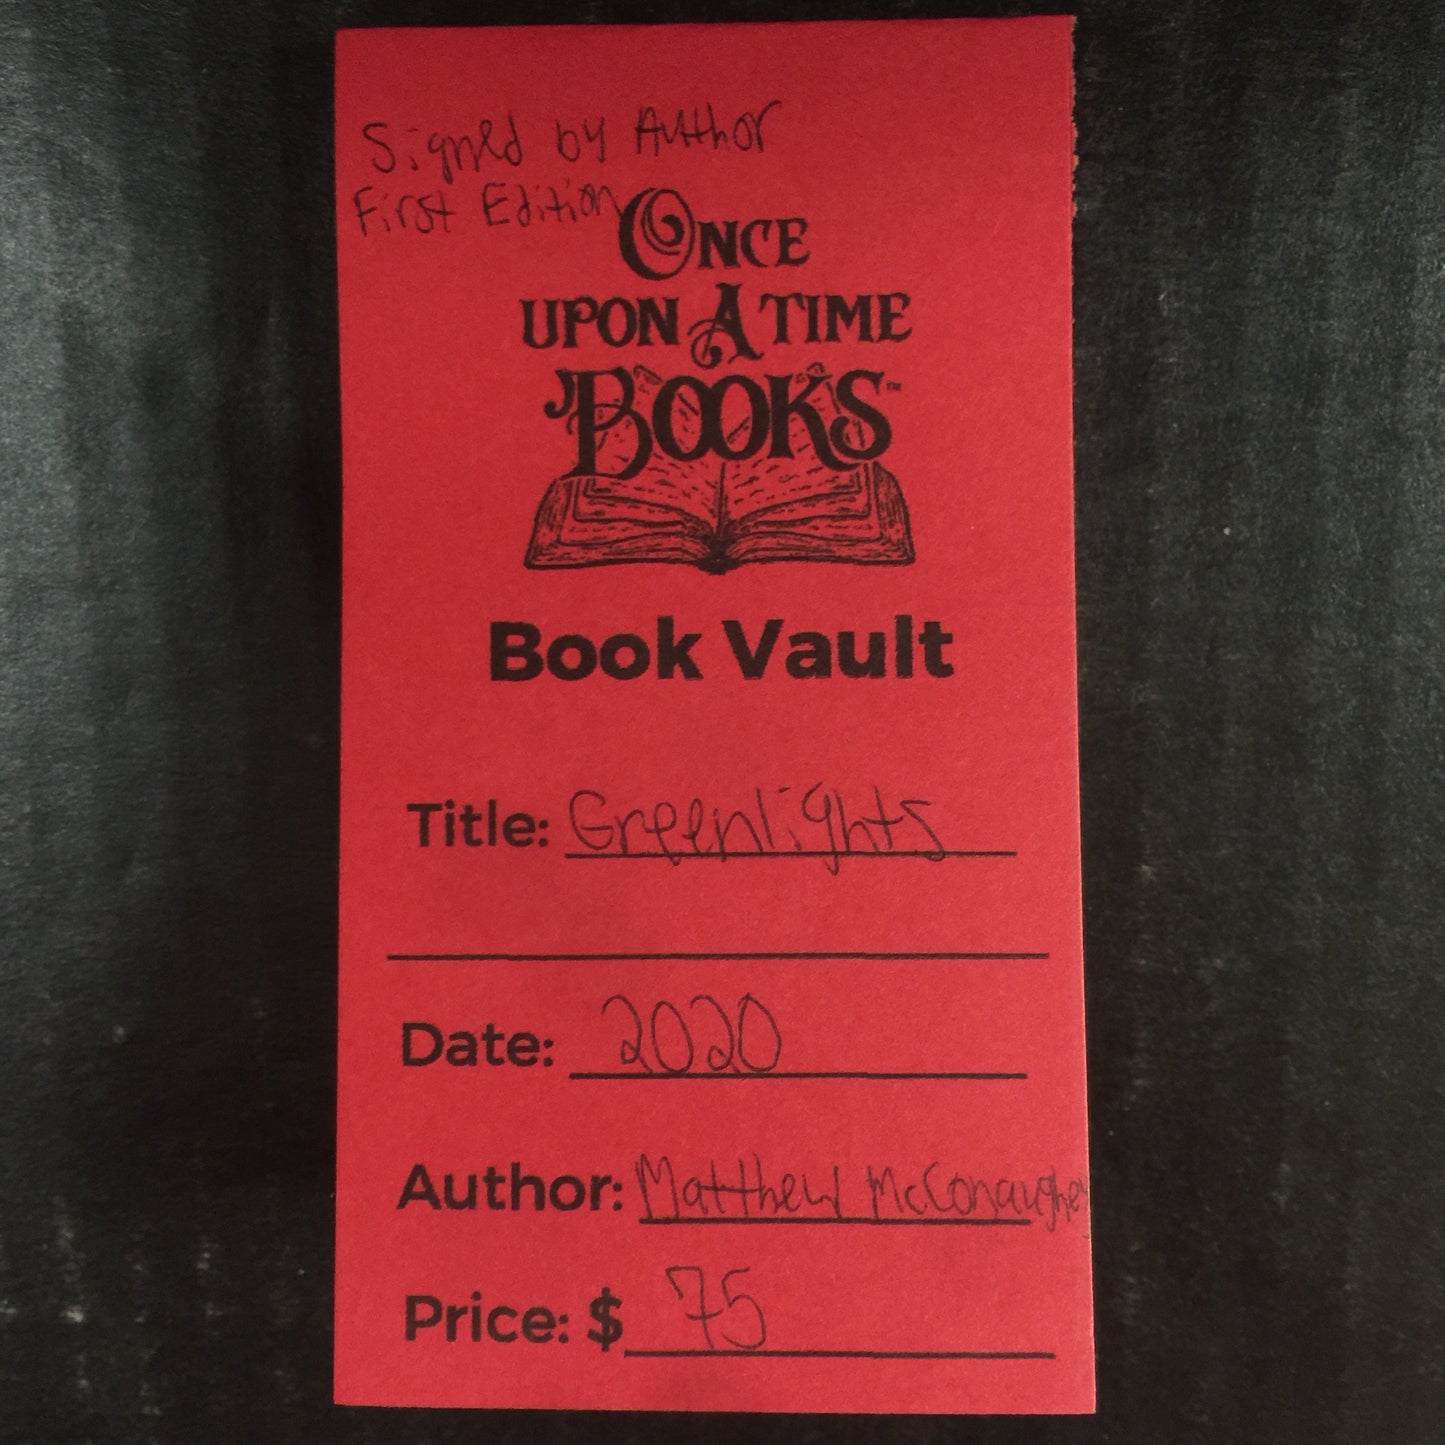 Signed by Author
First Edition
ONCE
UPON A TIME
BOOKS™
Book Vault
Title: Greenlights
Date: 2020
Author: Matthew McConaughey
Price: $ 75